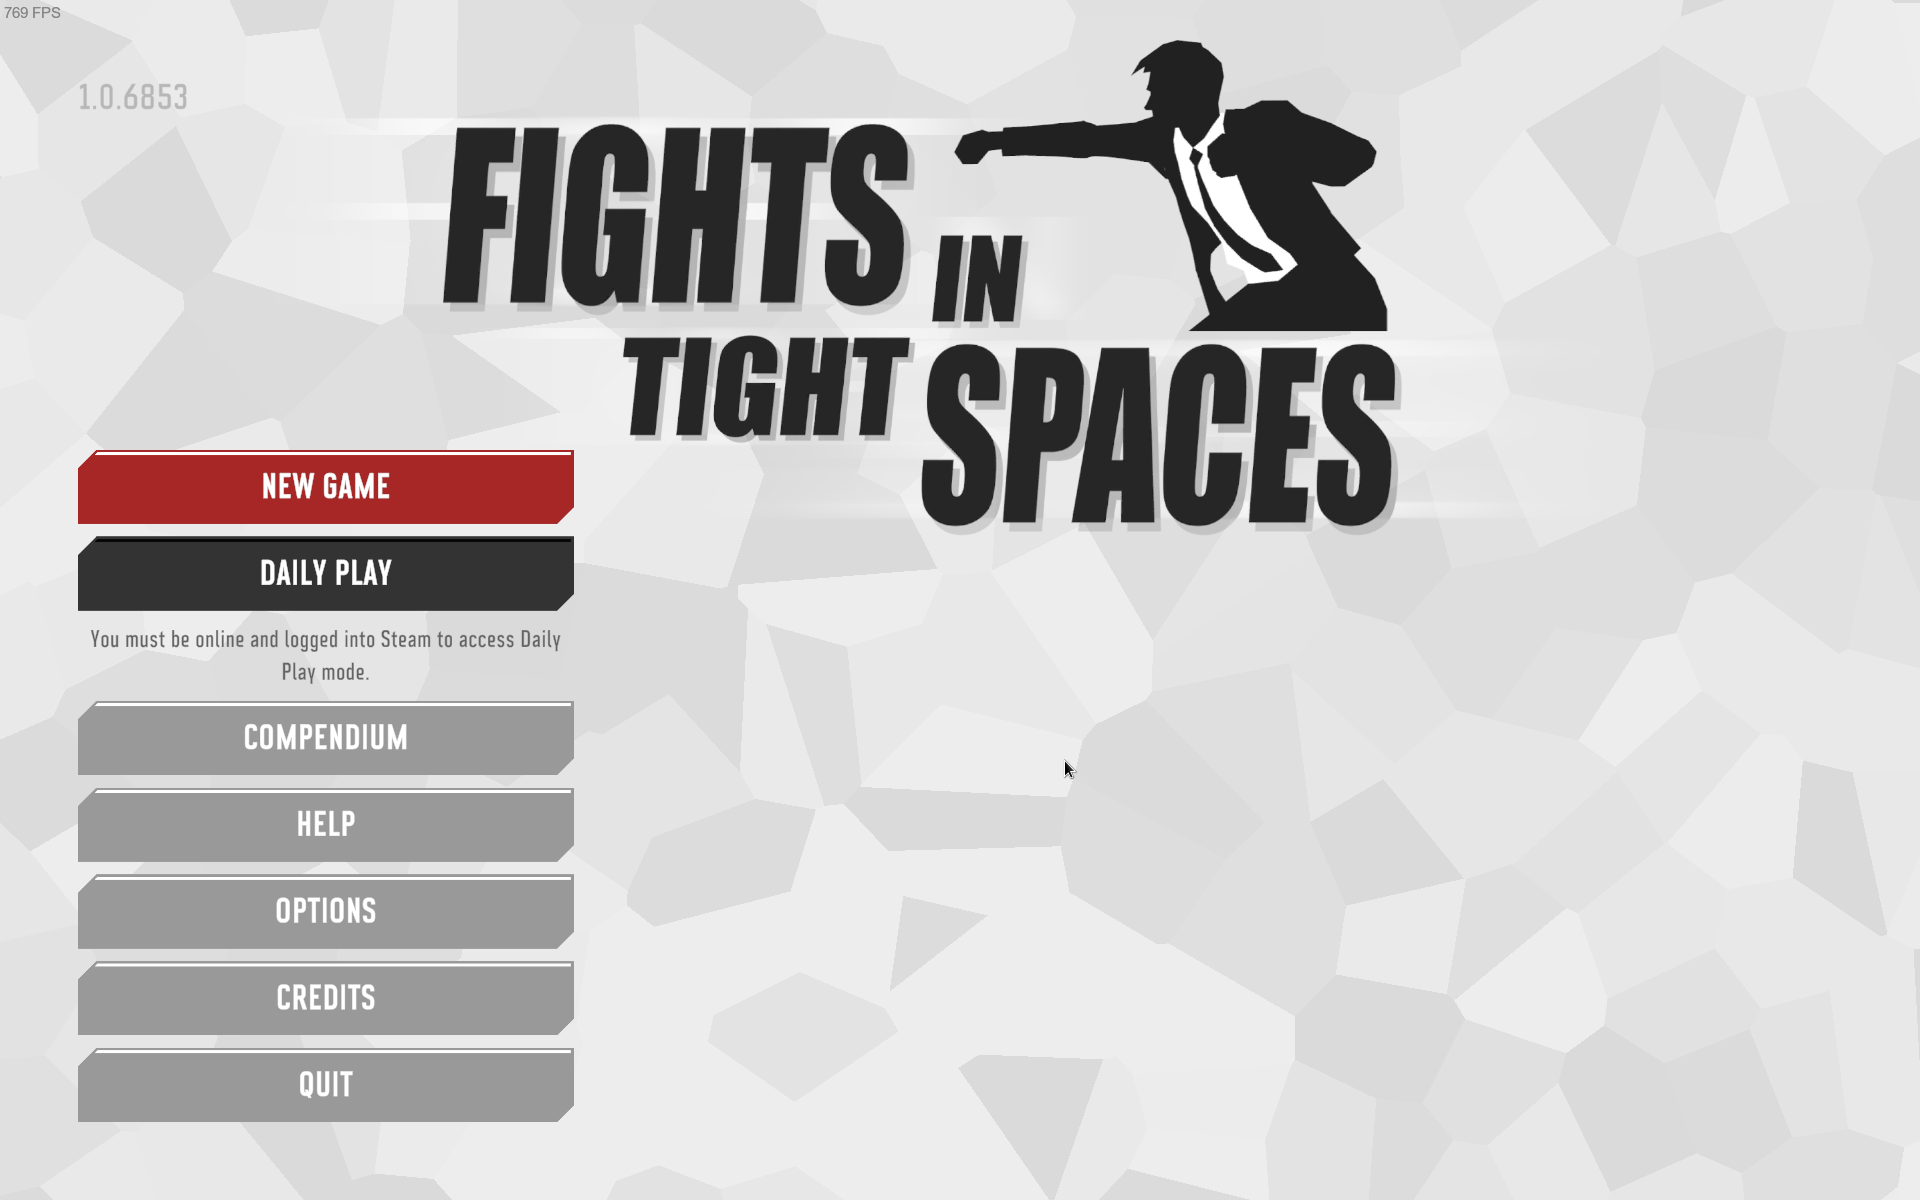 769 FPS
1.0.6853
FIGHTS
IN
TIGHT
SPACES
NEW GAME
DAILY PLAY
You must be online and logged into Steam to access Daily
Play mode.
COMPENDIUM
HELP
OPTIONS
CREDITS
QUIT